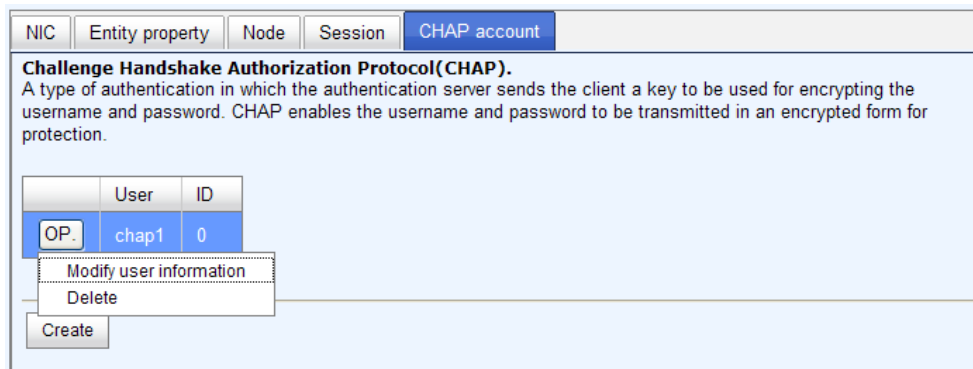 NIC Entity property Node Session CHAP account
Challenge Handshake Authorization Protocol(CHAP).
A type of authentication in which the authentication server sends the client a key to be used for encrypting the
username and password. CHAP enables the username and password to be transmitted in an encrypted form for
protection.
User ID
OP. chap1 0
Modify user information
Delete
Create